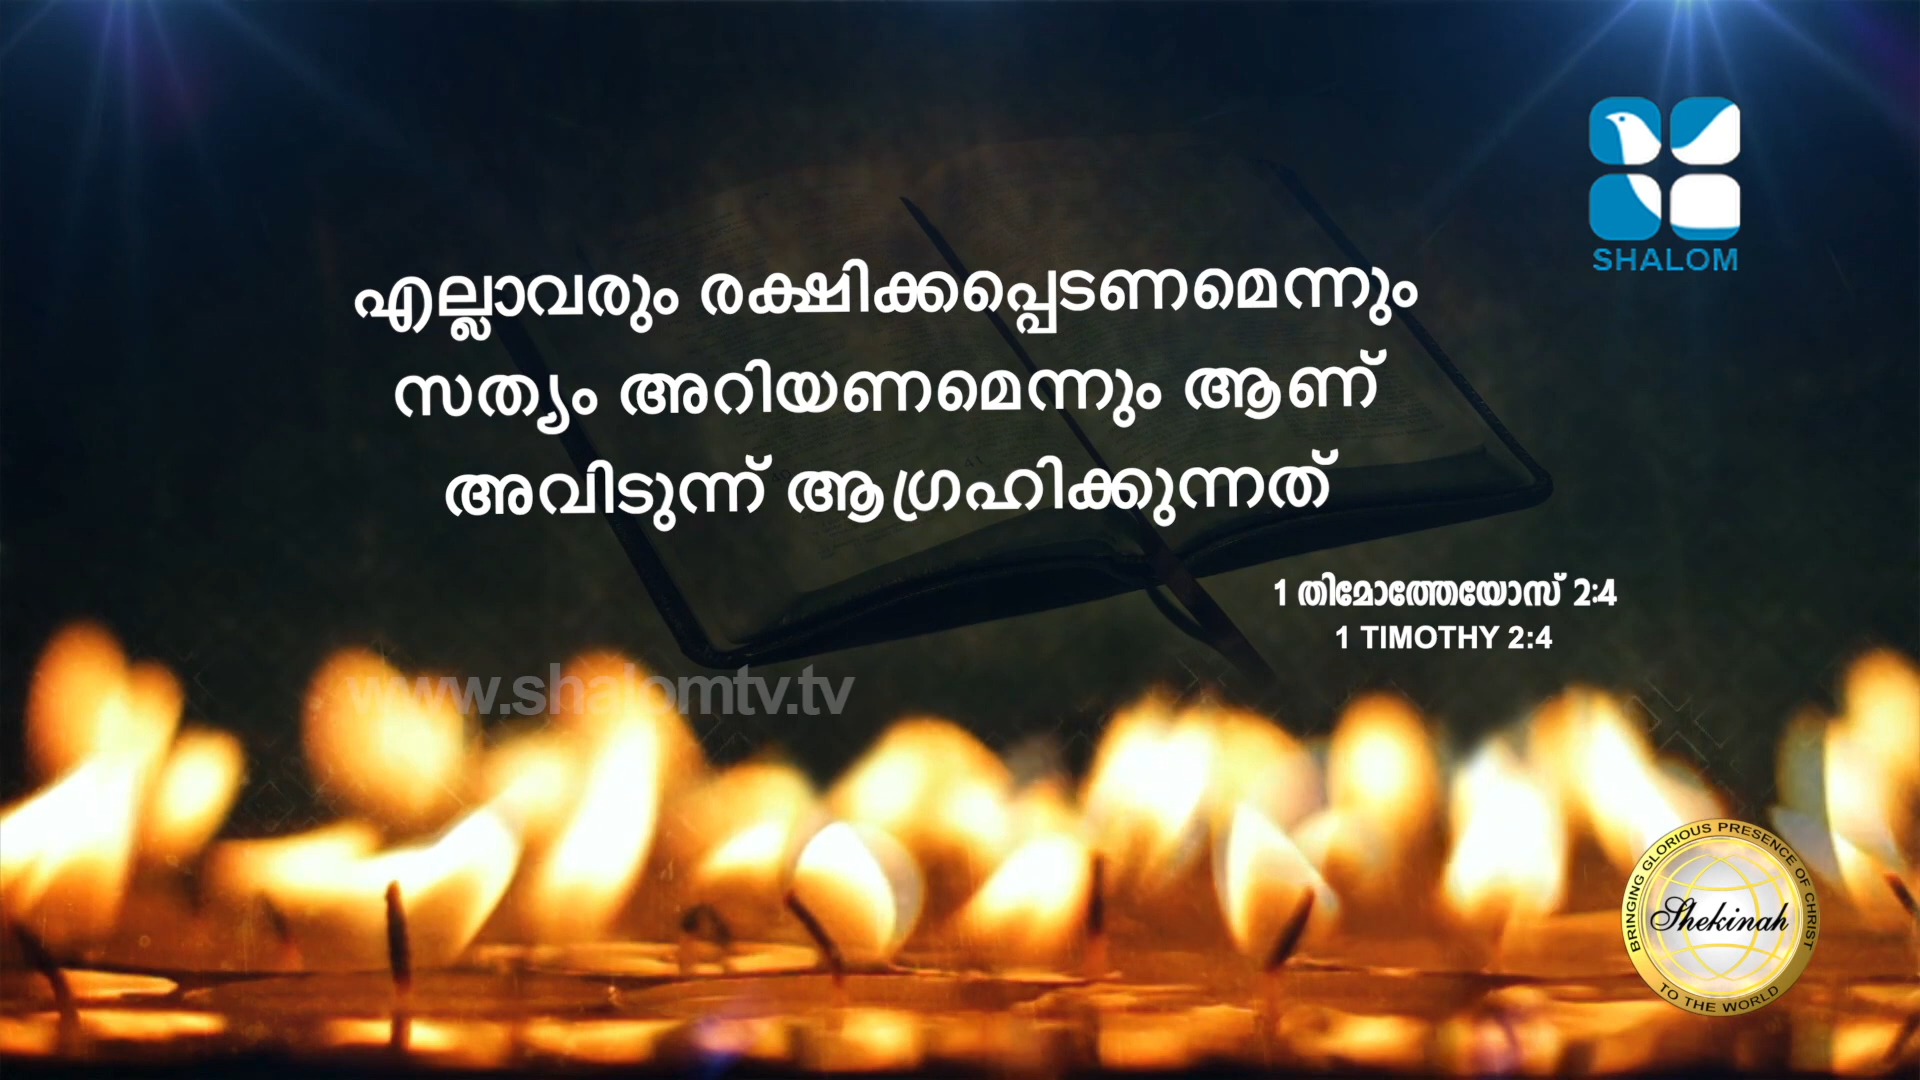 SHALOM
എല്ലാവരും രക്ഷിക്കപ്പെടണമെന്നും
സത്യം അറിയണമെന്നും ആണ്
അവിടുന്ന് ആഗ്രഹിക്കുന്നത്
1 തിമോത്തേയോസ് 2:4
1 TIMOTHY 2:4
www.shalomtv.tv
BRINGING GLORIOUS PRESENCE OF CHRIST
Shekinah
TO THE WORLD